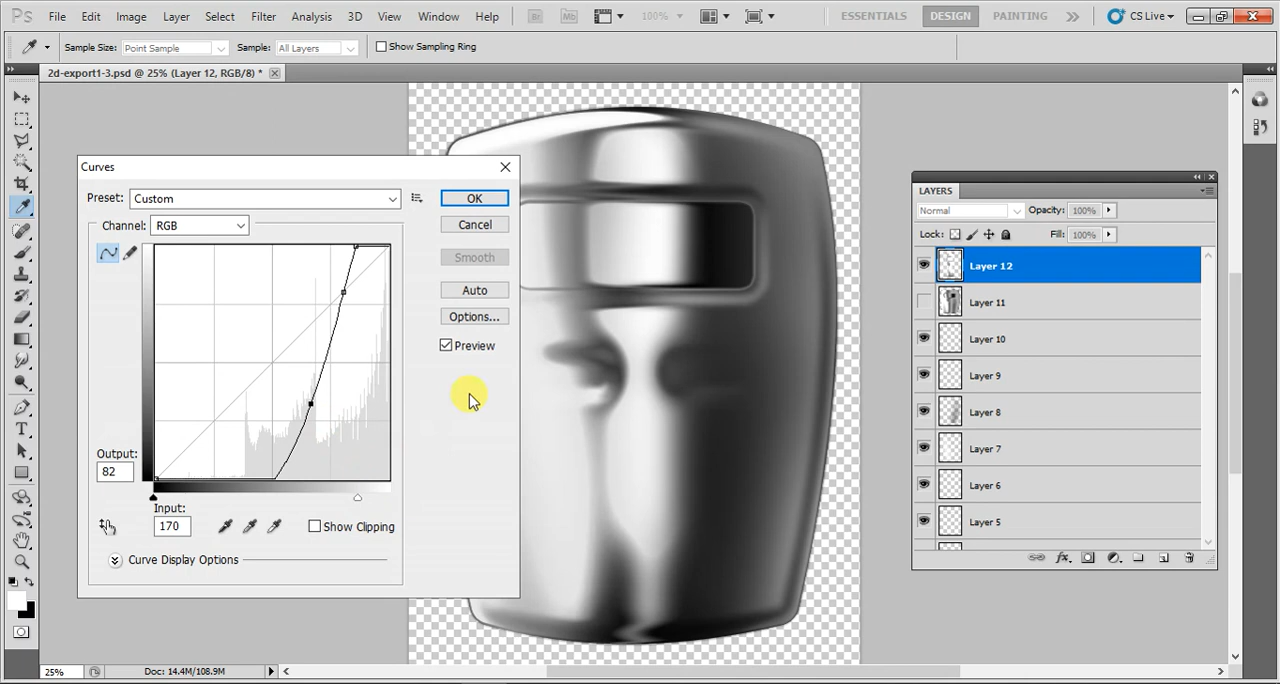 Ps File Edit Image Layer Select Filter Analysis 3D View Window Help Br Mb 100% ESSENTIALS DESIGN PAINTING CS Live
Sample Size: Point Sample Sample: All Layers Show Sampling Ring
2d-export1-3.psd @ 25% (Layer 12, RGB/8) *
Curves
Preset: Custom OK
Channel: RGB Cancel
Smooth
Auto
Options...
Preview
Output:
82
Input:
170 Show Clipping
Curve Display Options
LAYERS
Normal Opacity: 100%
Lock: Fill: 100%
Layer 12
Layer 11
Layer 10
Layer 9
Layer 8
Layer 7
Layer 6
Layer 5
fx
25% Doc: 14.4M/108.9M